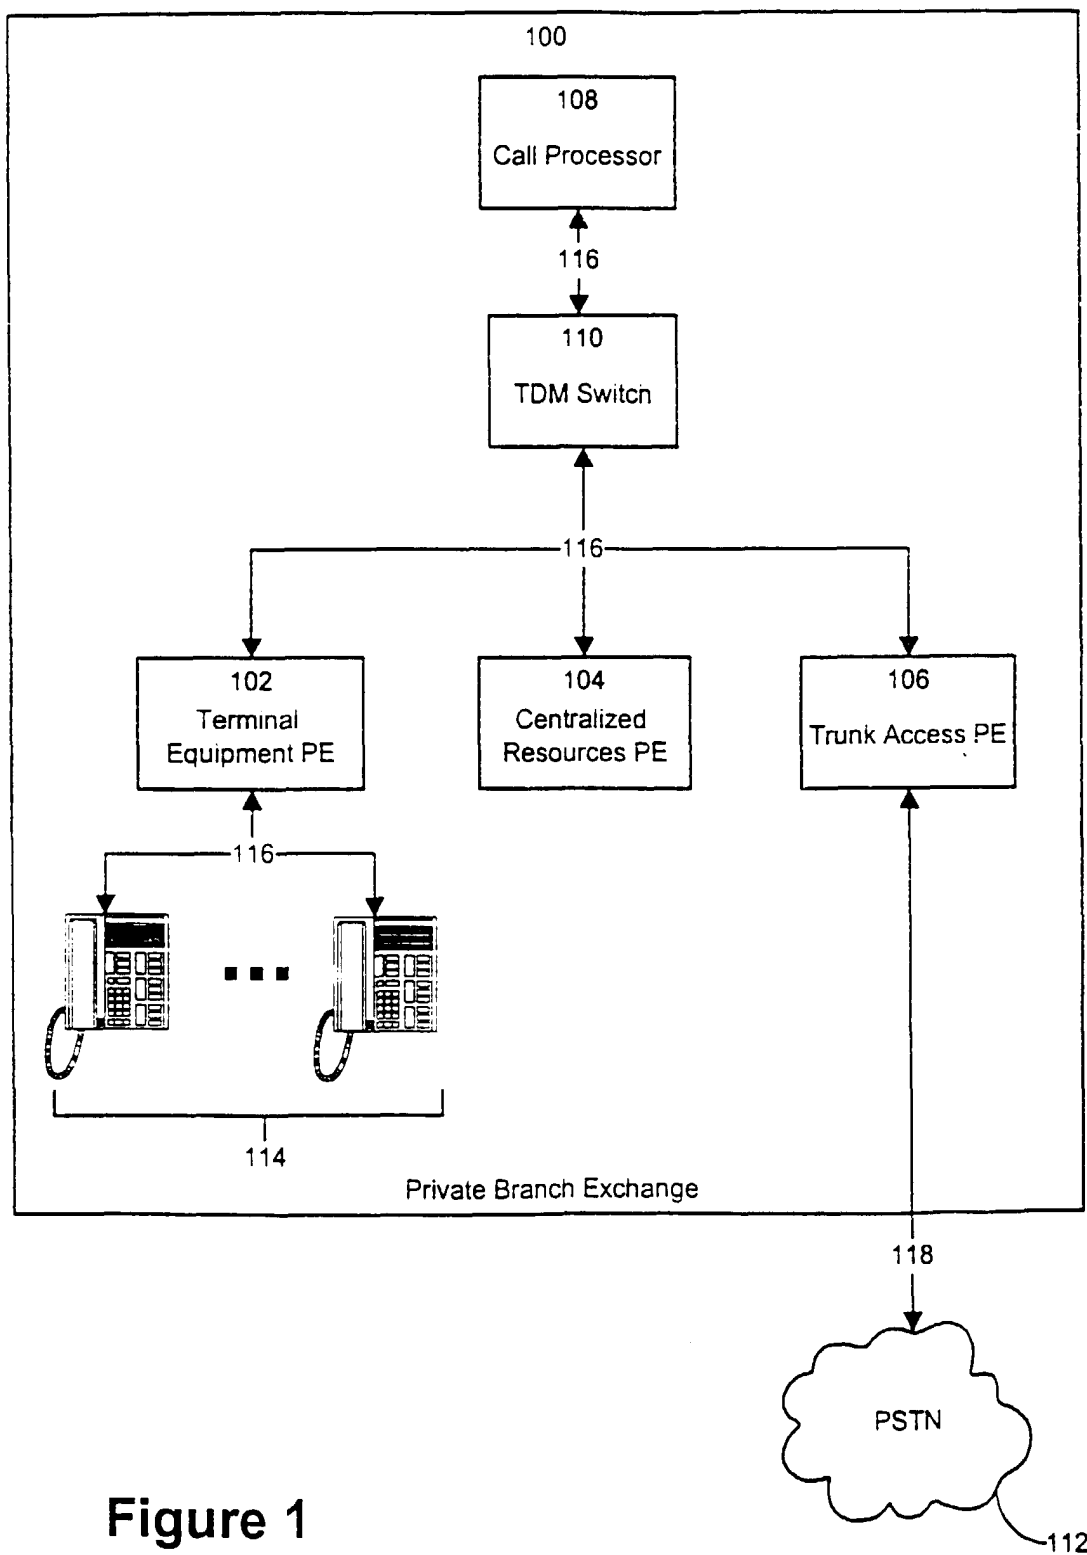 100
108
Call Processor
116
110
TDM Switch
116
102
Terminal
Equipment PE
104
Centralized
Resources PE
106
Trunk Access PE
116
114
Private Branch Exchange
118
PSTN
112
Figure 1